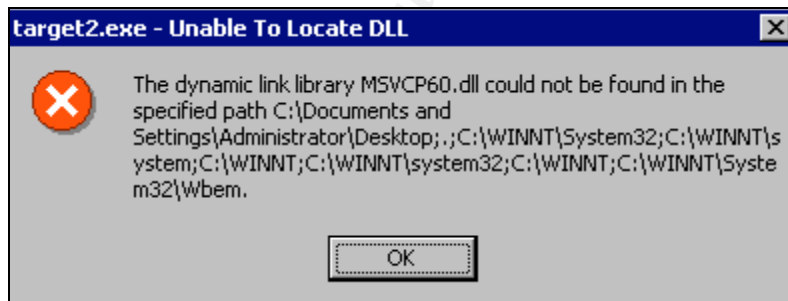 target2.exe - Unable To Locate DLL
The dynamic link library MSVCP60.dll could not be found in the
specified path C:\Documents and
Settings\Administrator\Desktop;.;C:\WINNT\System32;C:\WINNT\s
ystem;C:\WINNT;C:\WINNT\system32;C:\WINNT;C:\WINNT\Syste
m32\Wbem.
OK